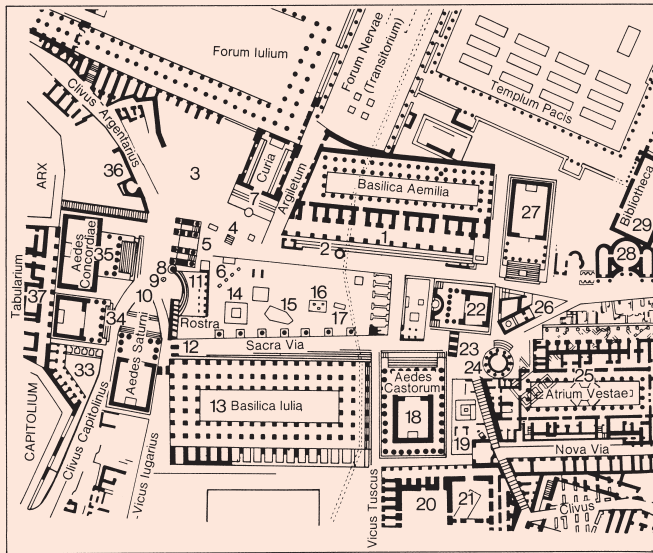 Forum Iulium
Forum Nervae
(Transitorium)
Templum Pacis
Clivus Argentarius
36
3
Curia
Argiletum
Basilica Aemilia
1
27
Bibliotheca
29
28
ARX
Aedes
Concordiae
35
5
4
2
8
9
11
6
10
14
15
16
17
22
26
Tabularium
37
34
Rostra
Sacra Via
12
23
24
33
Aedes Saturni
13 Basilica Iulia
Aedes
Castorum
18
25
Atrium Vestae
19
Nova Via
CAPITOLIUM
Clivus Capitolinus
Vicus Iugarius
Vicus Tuscus
20
21
Clivus